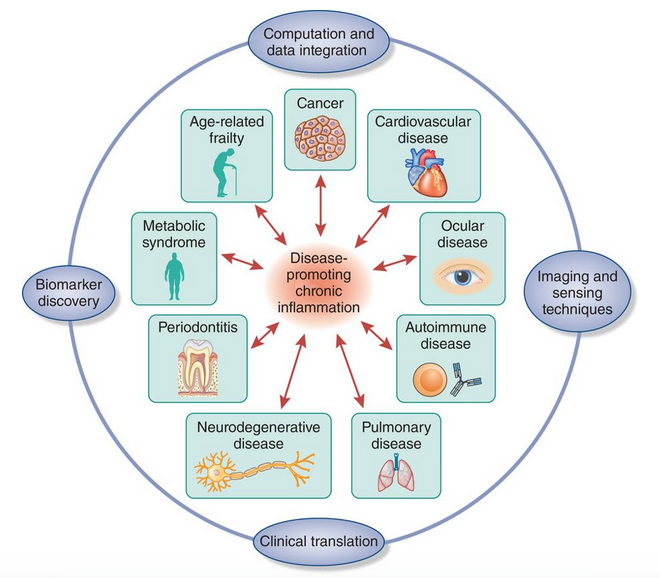 Computation and
data integration
Cancer
Age-related
frailty
Cardiovascular
disease
Metabolic
syndrome
Ocular
disease
Disease-
promoting
chronic
inflammation
Biomarker
discovery
Imaging and
sensing
techniques
Periodontitis
Autoimmune
disease
Neurodegenerative
disease
Pulmonary
disease
Clinical translation